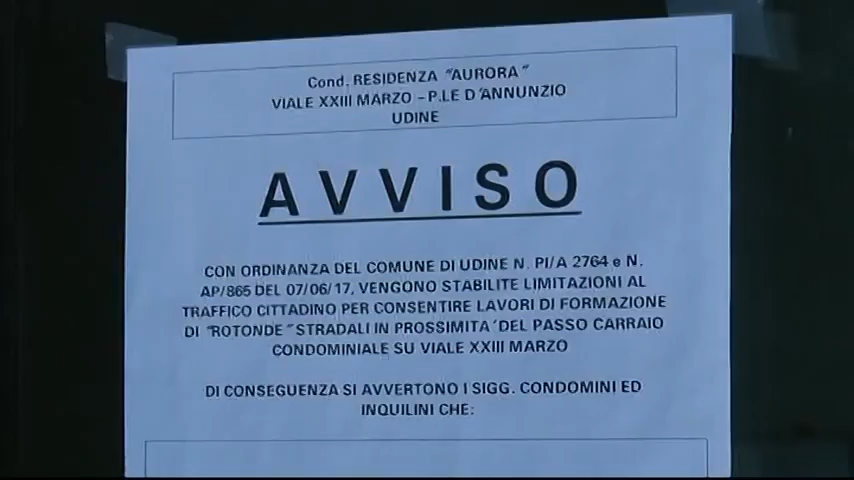 Cond. RESIDENZA "AURORA"
VIALE XXIII MARZO - P.LE D'ANNUNZIO
UDINE
AVVISO
CON ORDINANZA DEL COMUNE DI UDINE N. PI/A 2764 e N.
AP/865 DEL 07/06/17, VENGONO STABILITE LIMITAZIONI AL
TRAFFICO CITTADINO PER CONSENTIRE LAVORI DI FORMAZIONE
DI "ROTONDE" STRADALI IN PROSSIMITA' DEL PASSO CARRAIO
CONDOMINIALE SU VIALE XXIII MARZO
DI CONSEGUENZA SI AVVERTONO I SIGG. CONDOMINI ED
INQUILINI CHE: